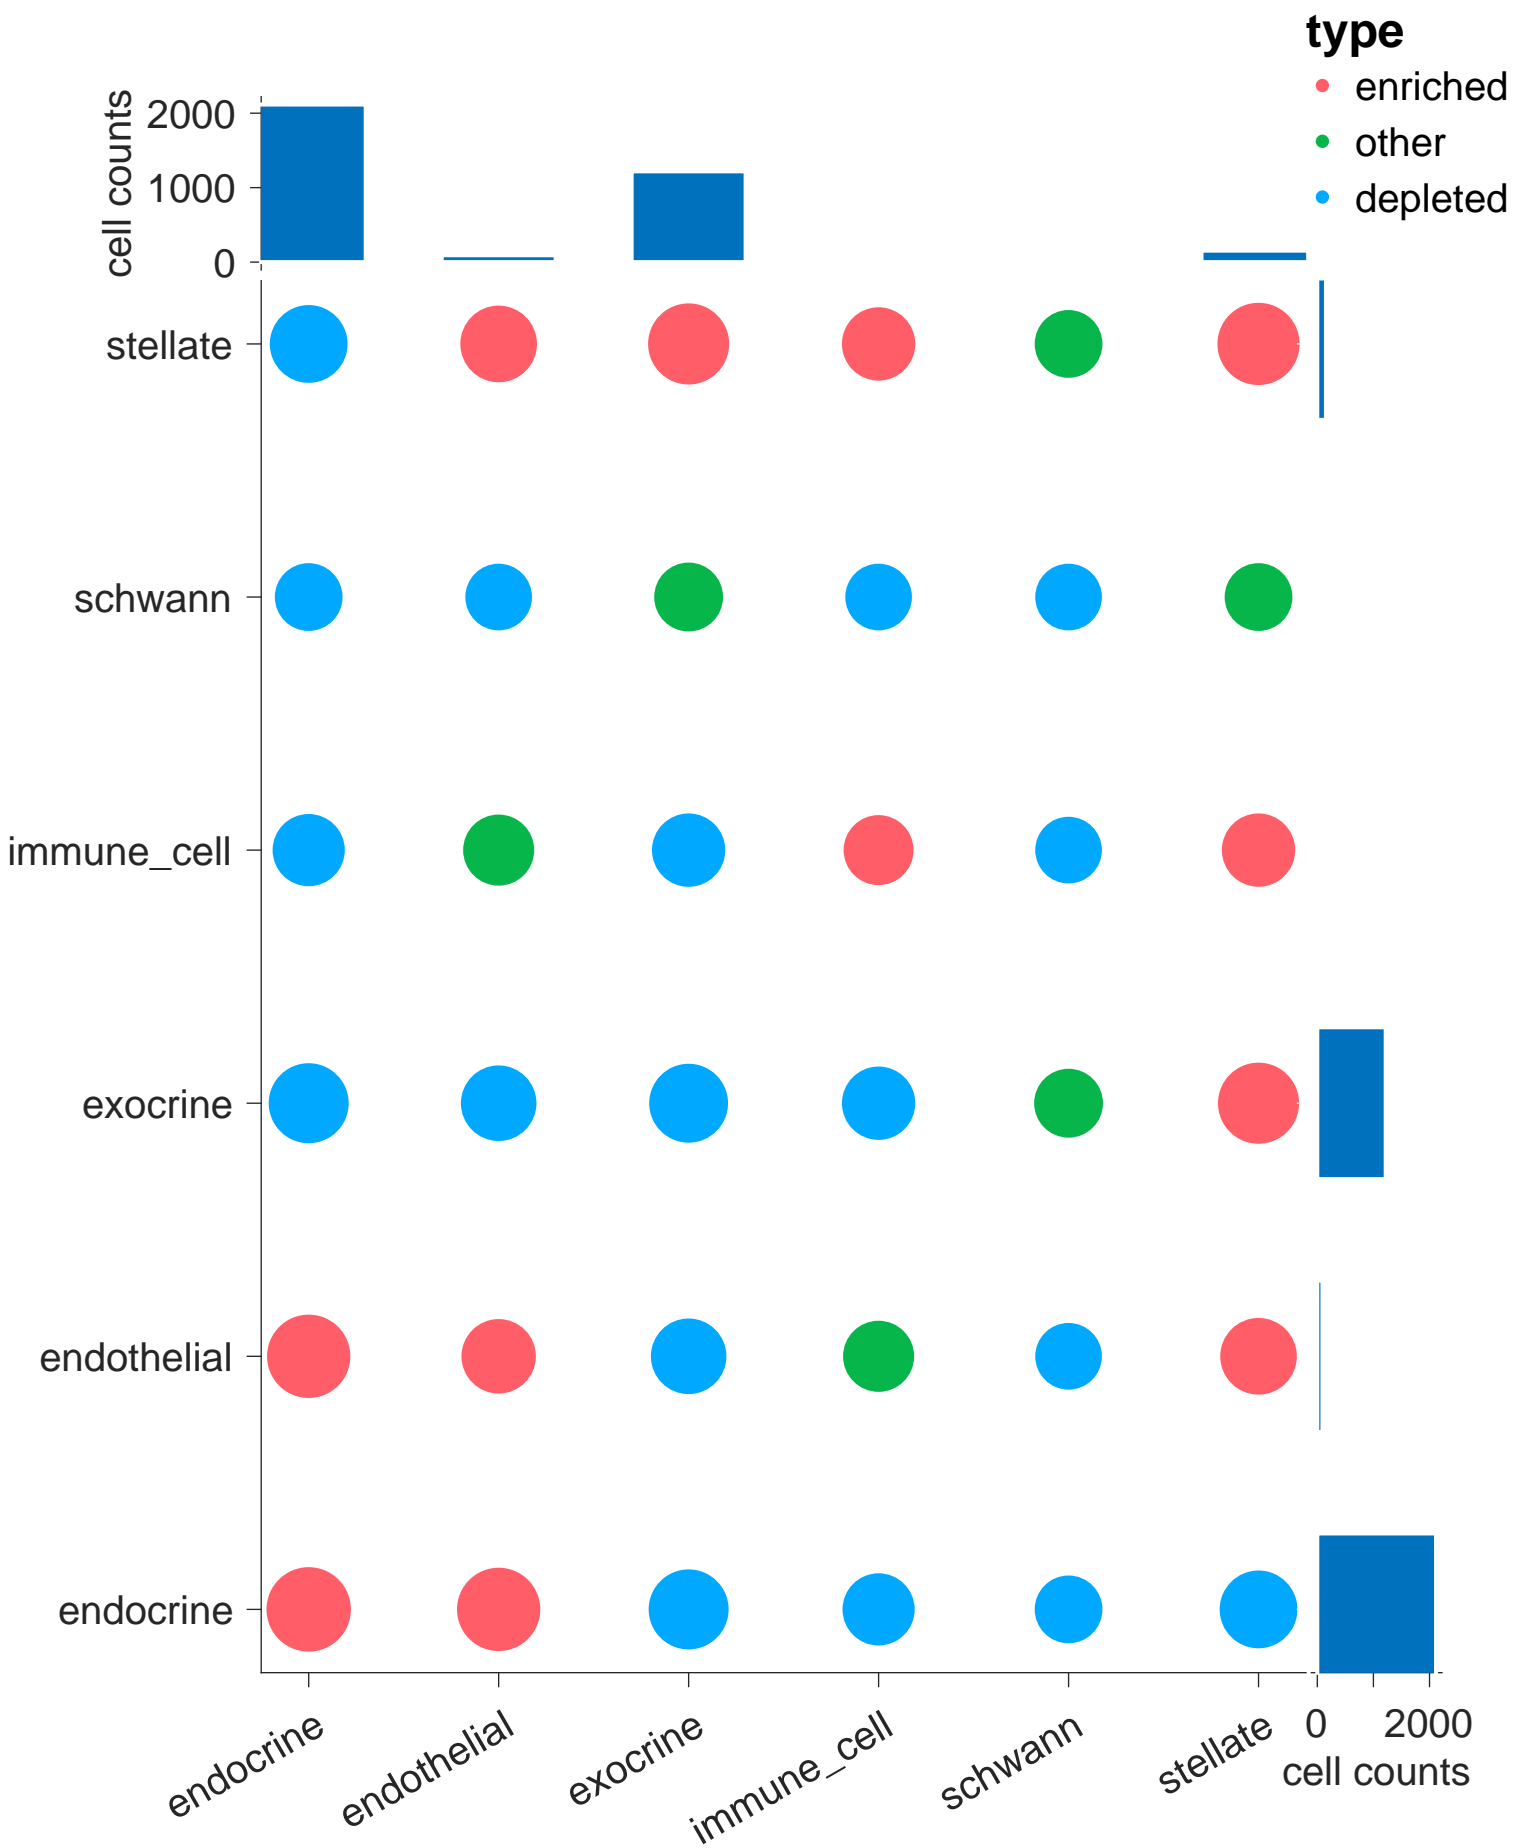 type
enriched
other
depleted
cell counts
2000
1000
0
stellate
schwann
immune_cell
exocrine
endothelial
endocrine
endocrine
endothelial
exocrine
immune_cell
schwann
stellate
0
2000
cell counts